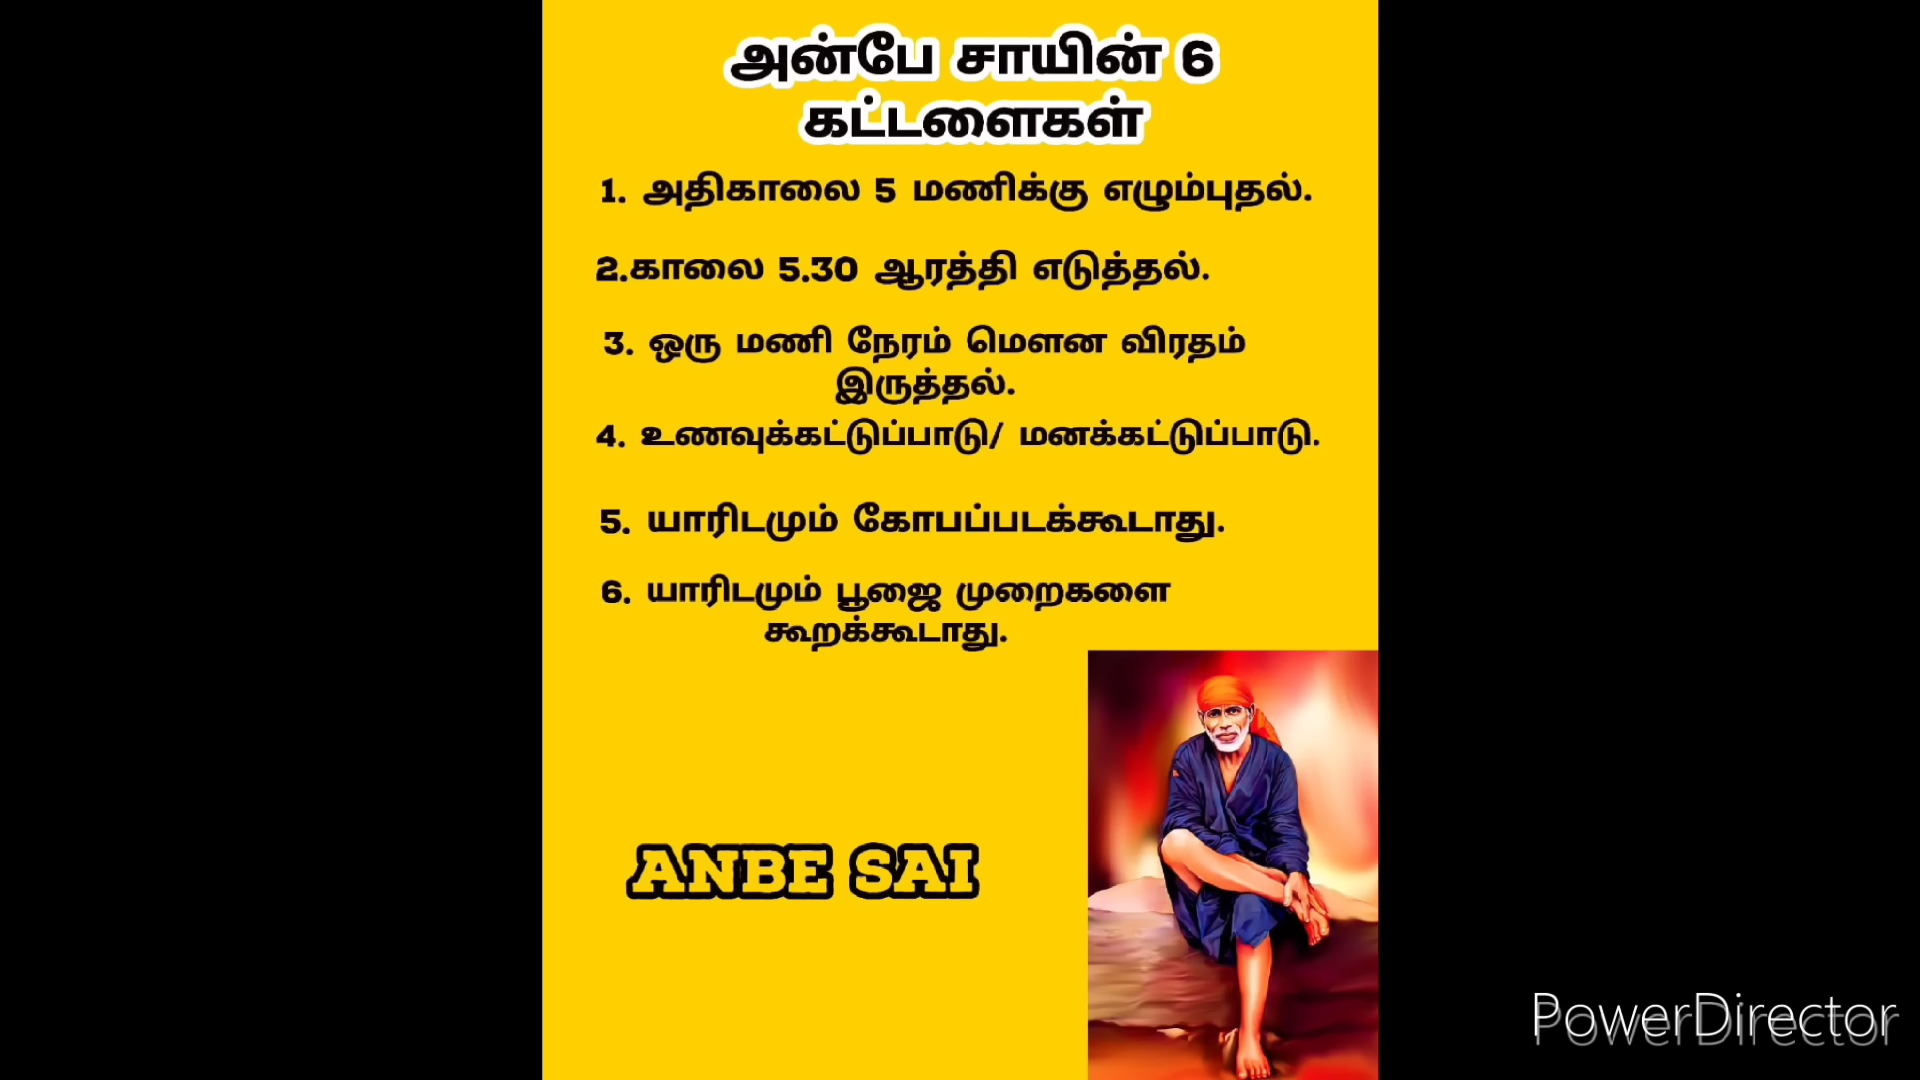 அன்பே சாயின் 6
கட்டளைகள்
1. அதிகாலை 5 மணிக்கு எழும்புதல்.
2.காலை 5.30 ஆரத்தி எடுத்தல்.
3. ஒரு மணி நேரம் மௌன விரதம்
இருத்தல்.
4. உணவுக்கட்டுப்பாடு/ மனக்கட்டுப்பாடு.
5. யாரிடமும் கோபப்படக்கூடாது.
6. யாரிடமும் பூஜை முறைகளை
கூறக்கூடாது.
ANBE SAI
PowerDirector